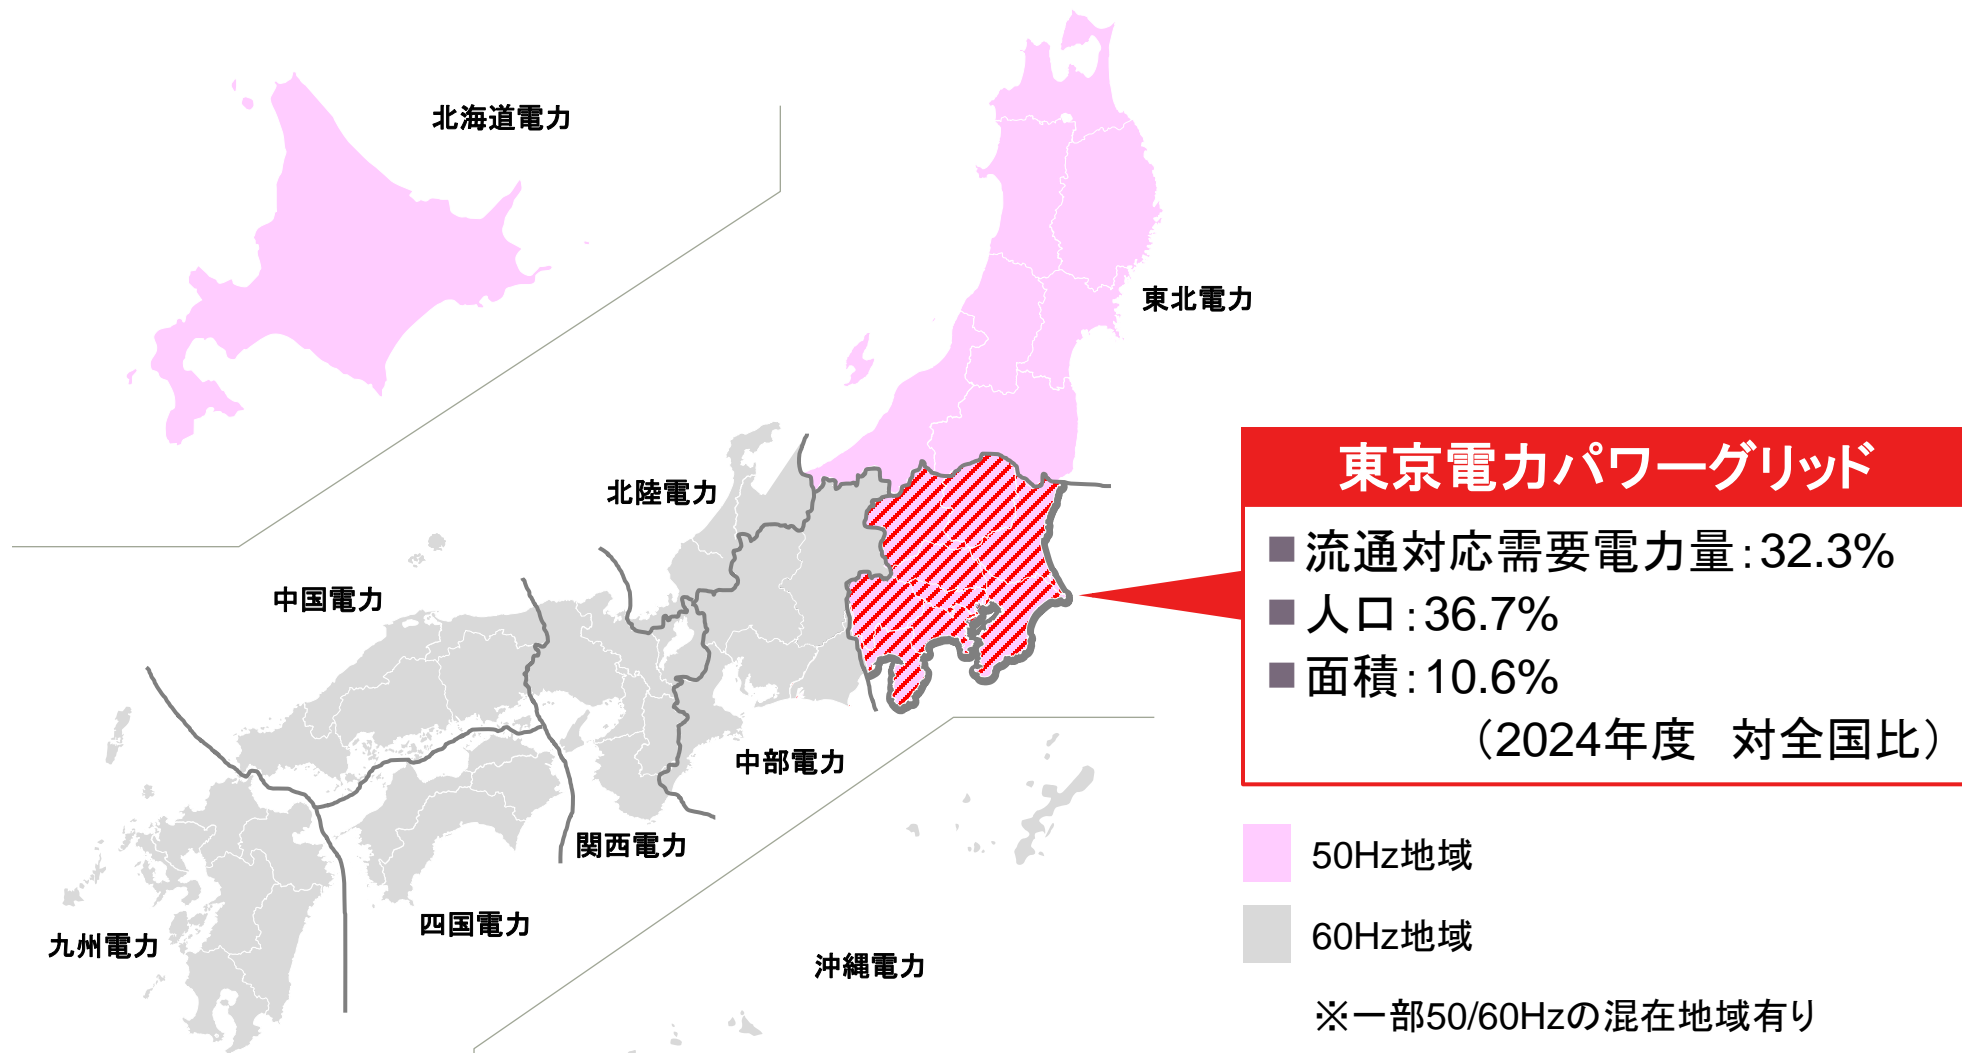 北海道電力
東北電力
北陸電力
中国電力
中部電力
関西電力
四国電力
九州電力
沖縄電力
東京電力パワーグリッド
■流通対応需要電力量：32.3%
■人口：36.7%
■面積：10.6%
（2024年度　対全国比）
50Hz地域
60Hz地域
※一部50/60Hzの混在地域有り